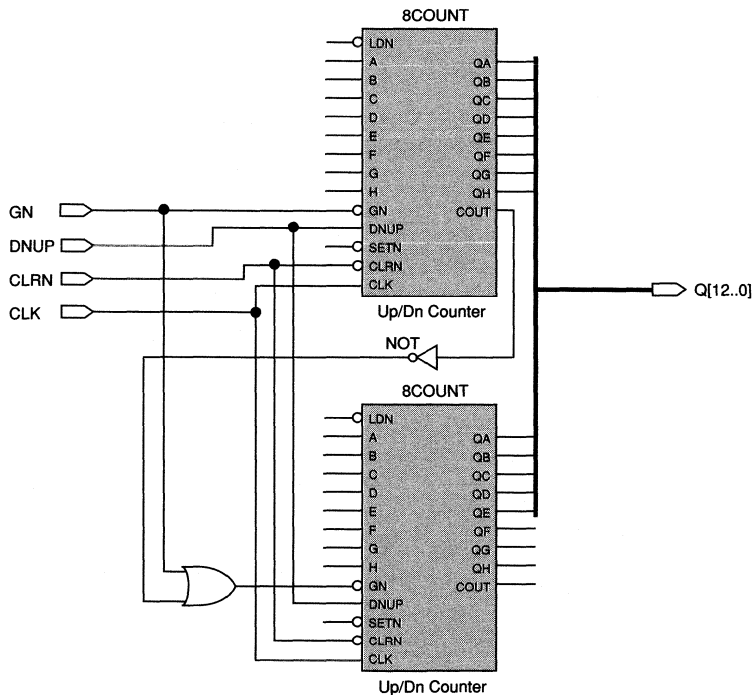 8COUNT
LDN
A QA
B QB
C QC
D QD
E QE
F QF
G QG
H QH
GN COUT
DNUP
SETN
CLRN
CLK
Up/Dn Counter
GN
DNUP
CLRN
CLK
Q[12..0]
NOT
8COUNT
LDN
A QA
B QB
C QC
D QD
E QE
F QF
G QG
H QH
GN COUT
DNUP
SETN
CLRN
CLK
Up/Dn Counter